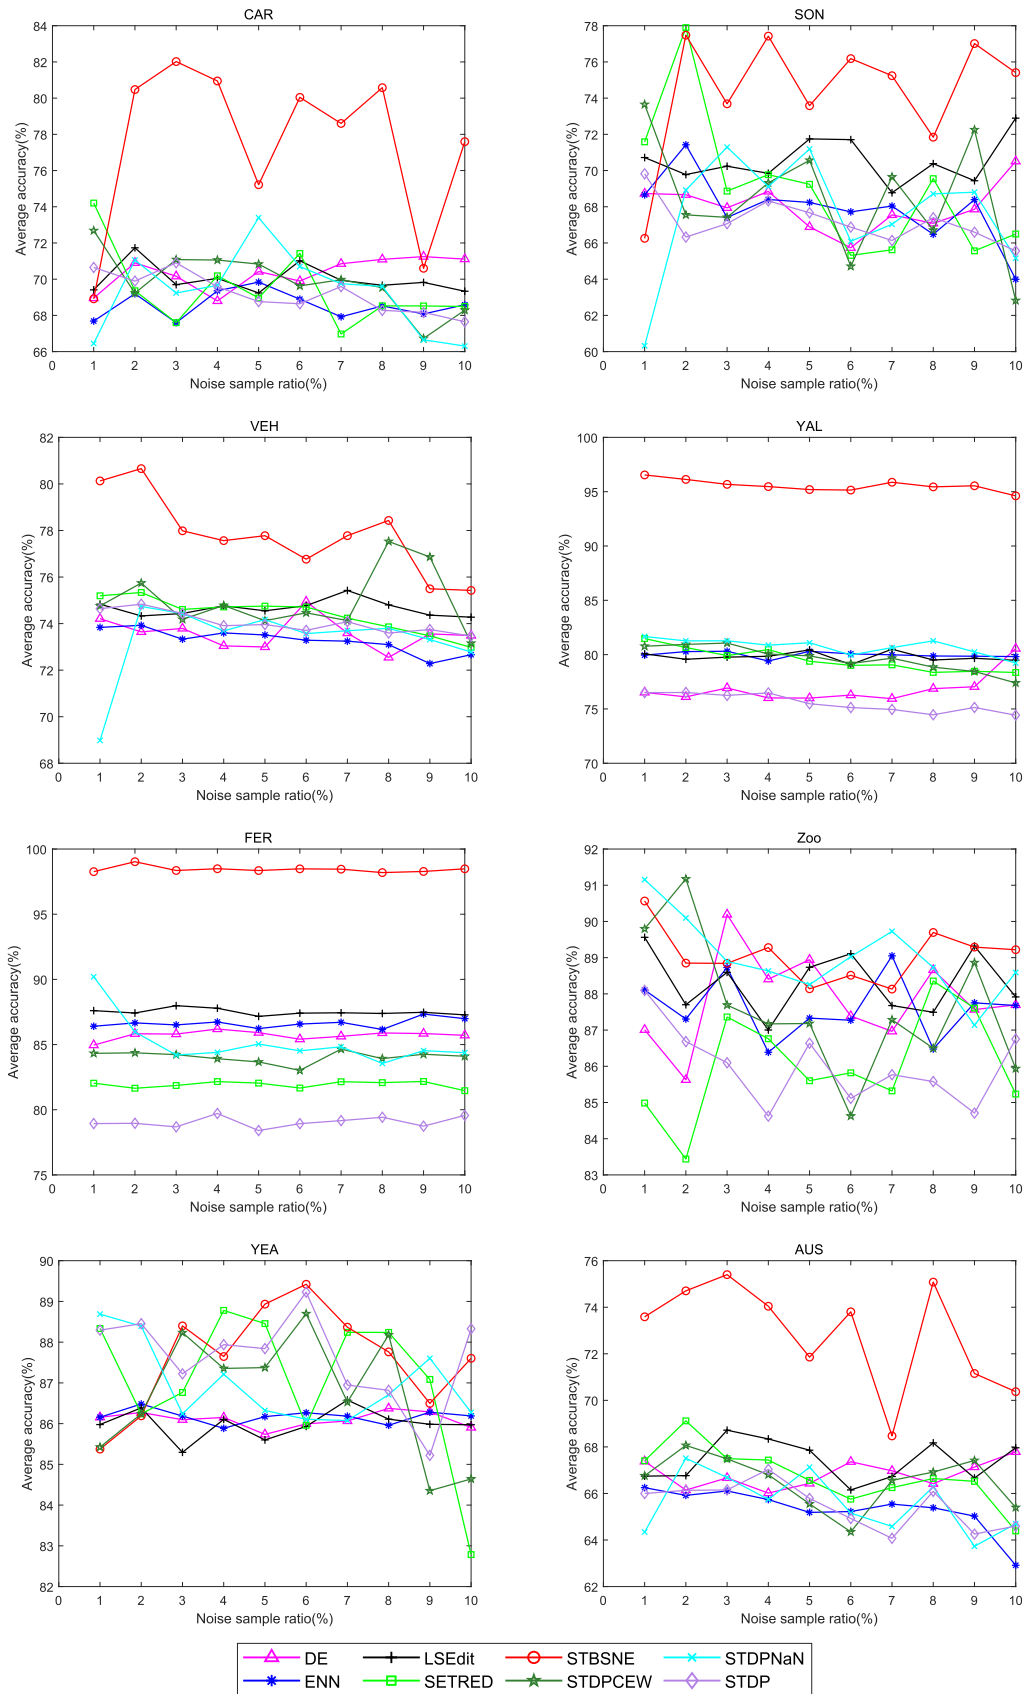 CAR
84
82
80
78
76
74
72
70
68
66
Average accuracy(%)
0 1 2 3 4 5 6 7 8 9 10
Noise sample ratio(%)
SON
78
76
74
72
70
68
66
64
62
60
Average accuracy(%)
0 1 2 3 4 5 6 7 8 9 10
Noise sample ratio(%)
VEH
82
80
78
76
74
72
70
68
Average accuracy(%)
0 1 2 3 4 5 6 7 8 9 10
Noise sample ratio(%)
YAL
100
95
90
85
80
75
70
Average accuracy(%)
0 1 2 3 4 5 6 7 8 9 10
Noise sample ratio(%)
FER
100
95
90
85
80
75
Average accuracy(%)
0 1 2 3 4 5 6 7 8 9 10
Noise sample ratio(%)
Zoo
92
91
90
89
88
87
86
85
84
83
Average accuracy(%)
0 1 2 3 4 5 6 7 8 9 10
Noise sample ratio(%)
YEA
90
89
88
87
86
85
84
83
82
Average accuracy(%)
0 1 2 3 4 5 6 7 8 9 10
Noise sample ratio(%)
AUS
76
74
72
70
68
66
64
62
Average accuracy(%)
0 1 2 3 4 5 6 7 8 9 10
Noise sample ratio(%)
DE LSEdit STBSNE STDPNaN
ENN SETRED STDPCEW STDP